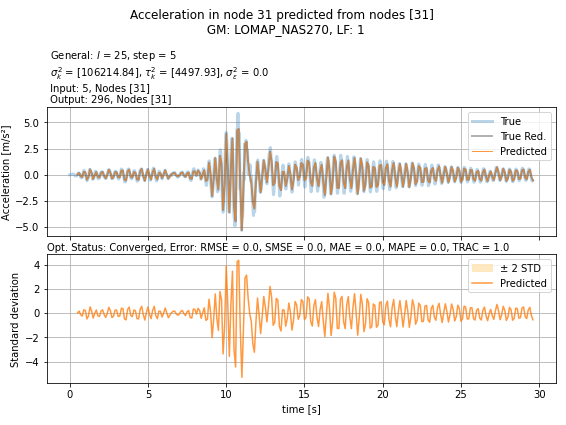 Acceleration in node 31 predicted from nodes [31]
GM: LOMAP_NAS270, LF: 1
General: l = 25, step = 5
σ²ₖ = [106214.84], τ²ₖ = [4497.93], σ²ε = 0.0
Input: 5, Nodes [31]
Output: 296, Nodes [31]
Acceleration [m/s²]
5.0
2.5
0.0
−2.5
−5.0
True
True Red.
Predicted
Opt. Status: Converged, Error: RMSE = 0.0, SMSE = 0.0, MAE = 0.0, MAPE = 0.0, TRAC = 1.0
Standard deviation
4
2
0
−2
−4
± 2 STD
Predicted
0 5 10 15 20 25 30
time [s]